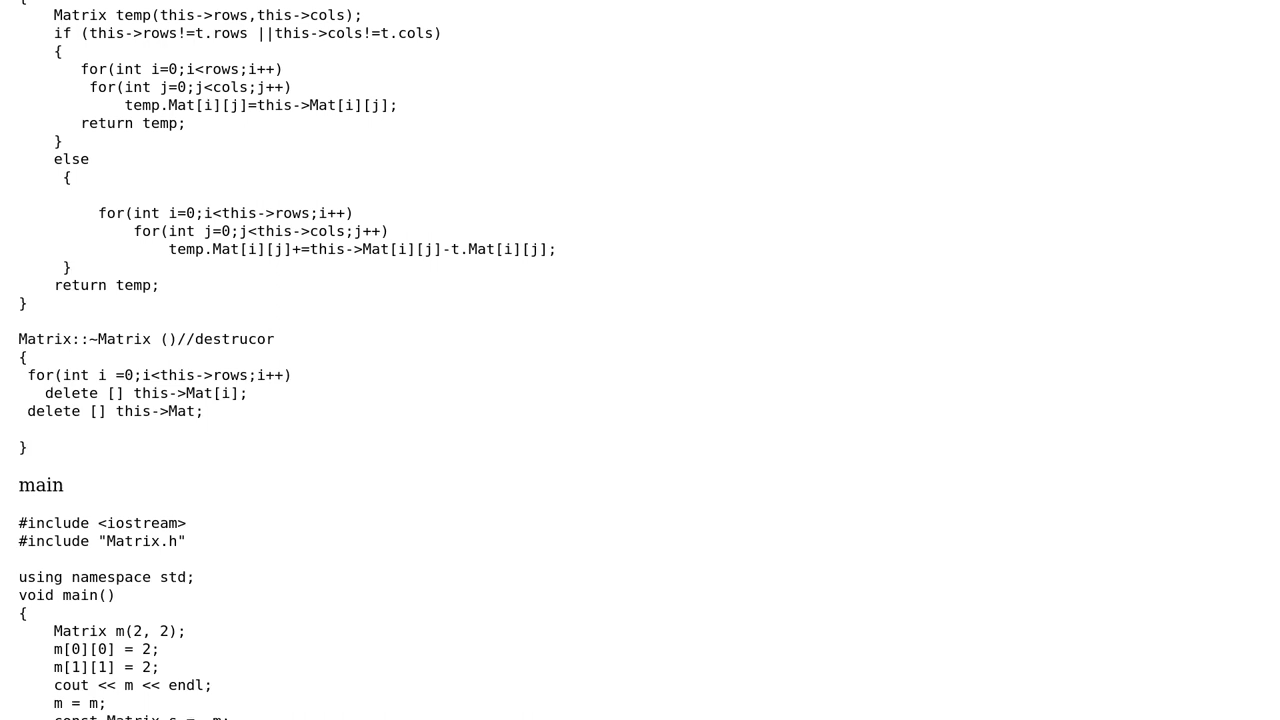 {
    Matrix temp(this->rows,this->cols);
    if (this->rows!=t.rows ||this->cols!=t.cols)
    {
       for(int i=0;i<rows;i++)
        for(int j=0;j<cols;j++)
            temp.Mat[i][j]=this->Mat[i][j];
       return temp;
    }
    else
     {

         for(int i=0;i<this->rows;i++)
             for(int j=0;j<this->cols;j++)
                 temp.Mat[i][j]+=this->Mat[i][j]-t.Mat[i][j];
     }
    return temp;
}

Matrix::~Matrix ()//destrucor
{
 for(int i =0;i<this->rows;i++)
   delete [] this->Mat[i];
 delete [] this->Mat;

}

main

#include <iostream>
#include "Matrix.h"

using namespace std;
void main()
{
    Matrix m(2, 2);
    m[0][0] = 2;
    m[1][1] = 2;
    cout << m << endl;
    m = m;
    const Matrix